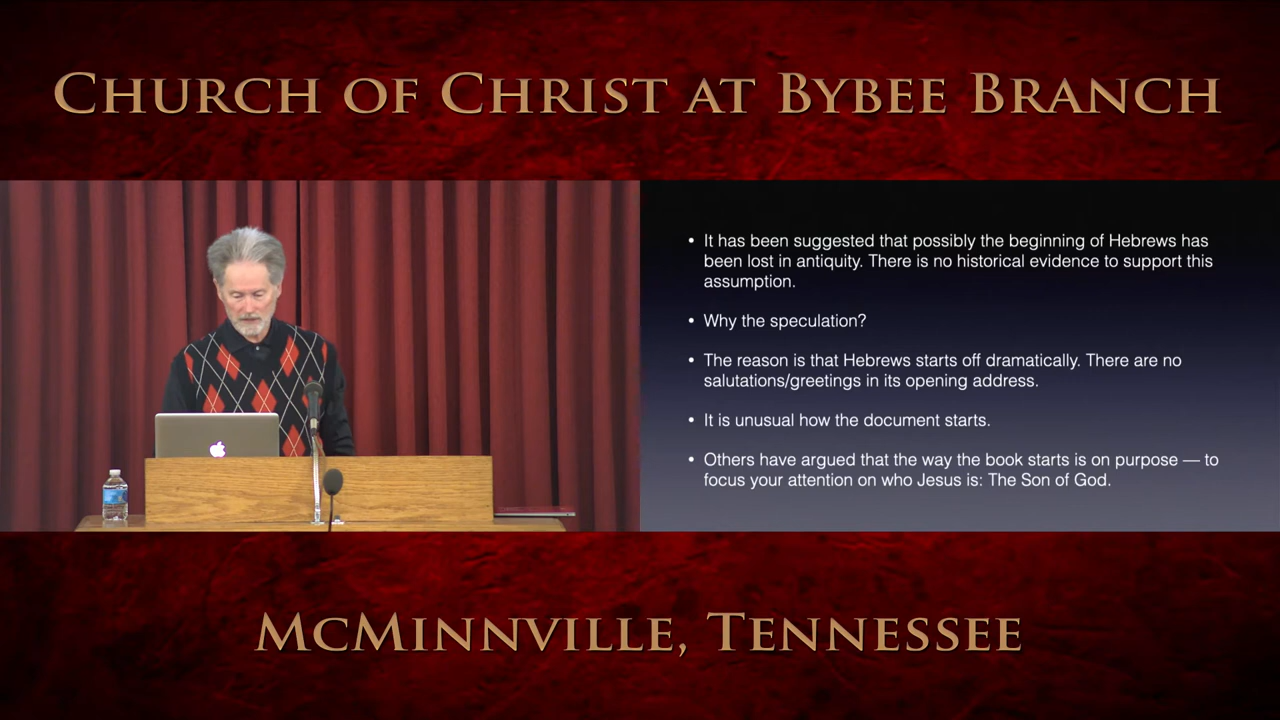 CHURCH OF CHRIST AT BYBEE BRANCH
• It has been suggested that possibly the beginning of Hebrews has
been lost in antiquity. There is no historical evidence to support this
assumption.
• Why the speculation?
• The reason is that Hebrews starts off dramatically. There are no
salutations/greetings in its opening address.
• It is unusual how the document starts.
• Others have argued that the way the book starts is on purpose — to
focus your attention on who Jesus is: The Son of God.
MCMINNVILLE, TENNESSEE